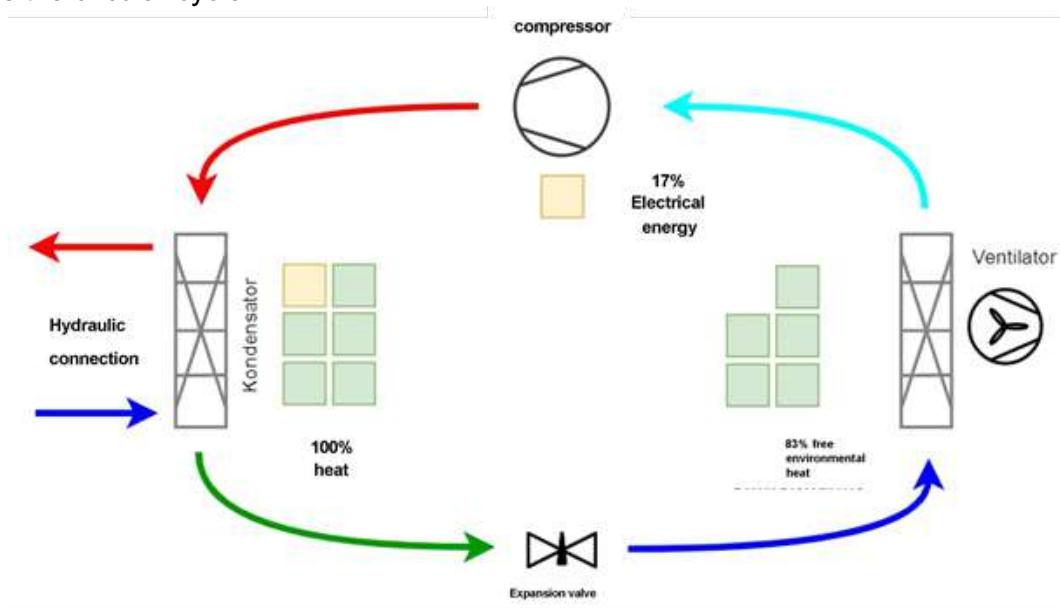 compressor
17%
Electrical
energy
Ventilator
Kondensator
Hydraulic
connection
100%
heat
83% free
environmental
heat
Expansion valve